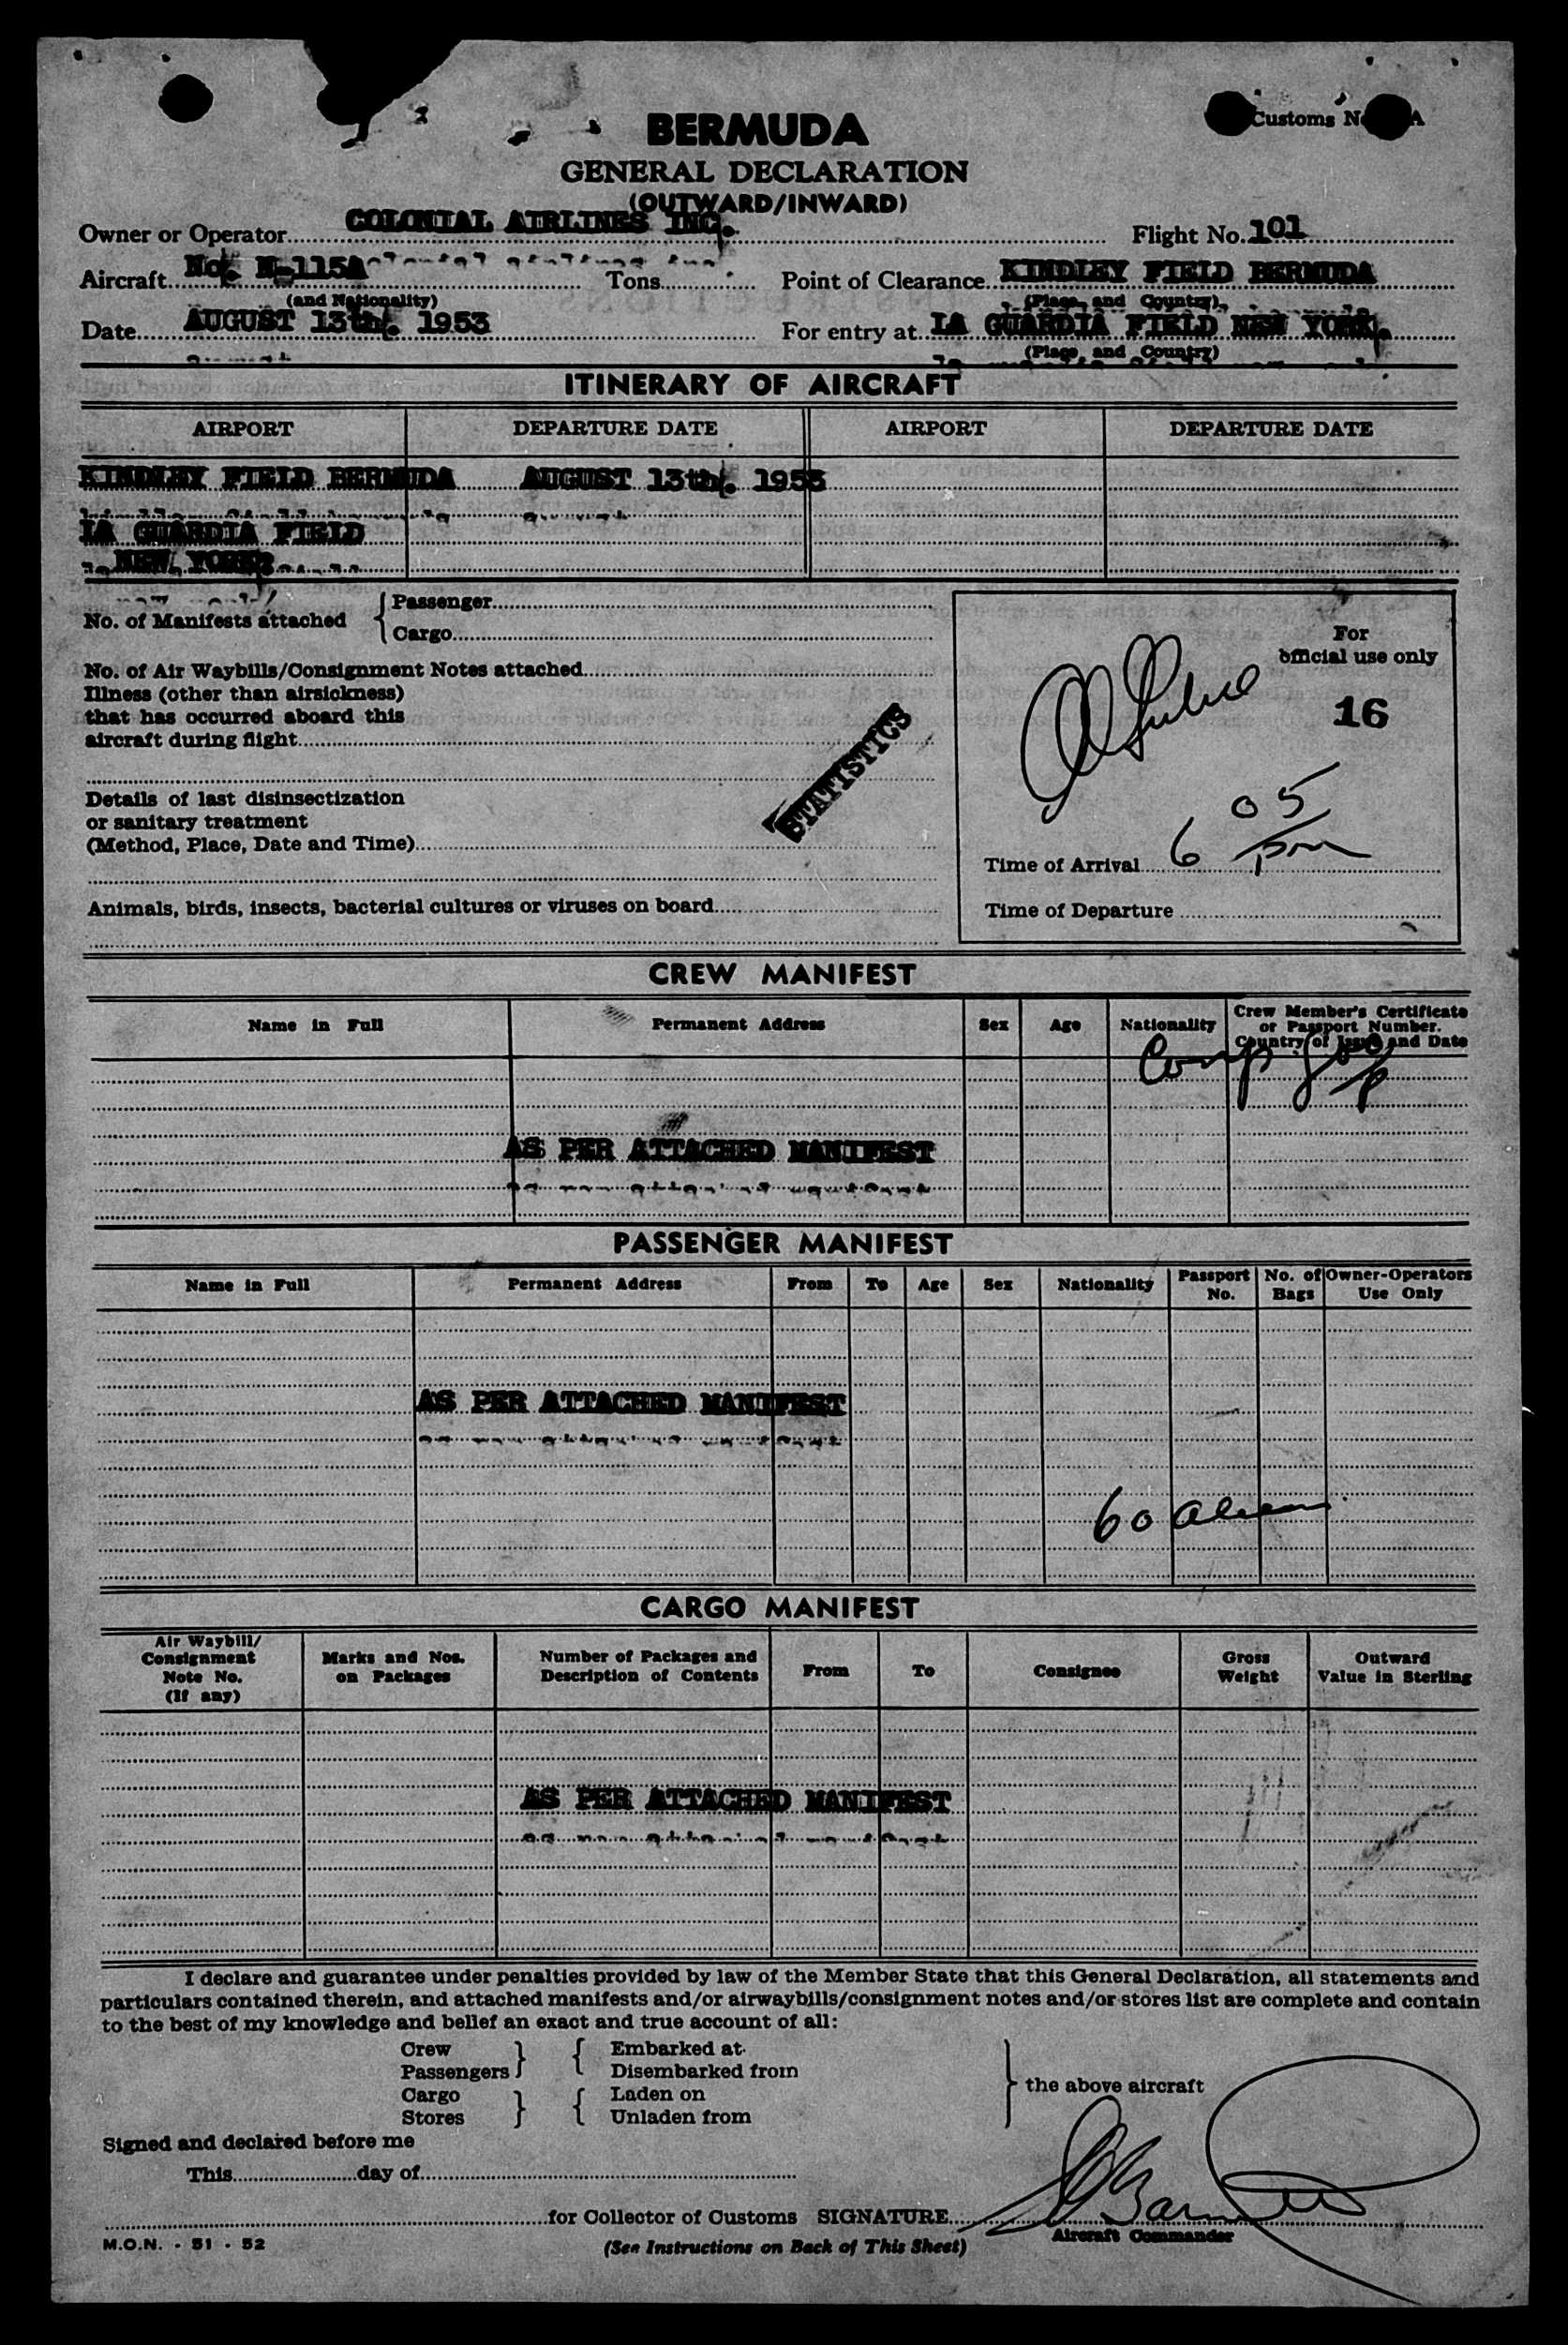 Customs N A
BERMUDA
GENERAL DECLARATION
(OUTWARD/INWARD)
Owner or Operator COLONIAL AIRLINES INC. Flight No. 101
Aircraft No. N-115A Tons Point of Clearance KINDLEY FIELD BERMUDA
(and Nationality) (Place and Country)
Date AUGUST 13th. 1953 For entry at LA GUARDIA FIELD NEW YORK.
(Place and Country)
ITINERARY OF AIRCRAFT
AIRPORT DEPARTURE DATE AIRPORT DEPARTURE DATE
KINDLEY FIELD BERMUDA AUGUST 13th. 1953
LA GUARDIA FIELD
NEW YORK
No. of Manifests attached { Passenger
Cargo
No. of Air Waybills/Consignment Notes attached
Illness (other than airsickness)
that has occurred aboard this
aircraft during flight
Details of last disinsectization
or sanitary treatment
(Method, Place, Date and Time)
Animals, birds, insects, bacterial cultures or viruses on board
STATISTICS
For
official use only
16
Time of Arrival 6 05 pm
Time of Departure
CREW MANIFEST
Name in Full Permanent Address Sex Age Nationality Crew Member's Certificate
or Passport Number.
Country of Issue and Date
AS PER ATTACHED MANIFEST
PASSENGER MANIFEST
Name in Full Permanent Address From To Age Sex Nationality Passport No. No. of Bags Owner-Operators Use Only
AS PER ATTACHED MANIFEST
60
CARGO MANIFEST
Air Waybill/ Consignment Note No. (If any) Marks and Nos. on Packages Number of Packages and Description of Contents From To Consignee Gross Weight Outward Value in Sterling
AS PER ATTACHED MANIFEST
I declare and guarantee under penalties provided by law of the Member State that this General Declaration, all statements and
particulars contained therein, and attached manifests and/or airwaybills/consignment notes and/or stores list are complete and contain
to the best of my knowledge and belief an exact and true account of all:
Crew } { Embarked at
Passengers Disembarked from
the above aircraft
Cargo } { Laden on
Stores Unladen from
Signed and declared before me
This day of
for Collector of Customs SIGNATURE
Aircraft Commander
M.O.N. - 51 - 52 (See Instructions on Back of This Sheet)